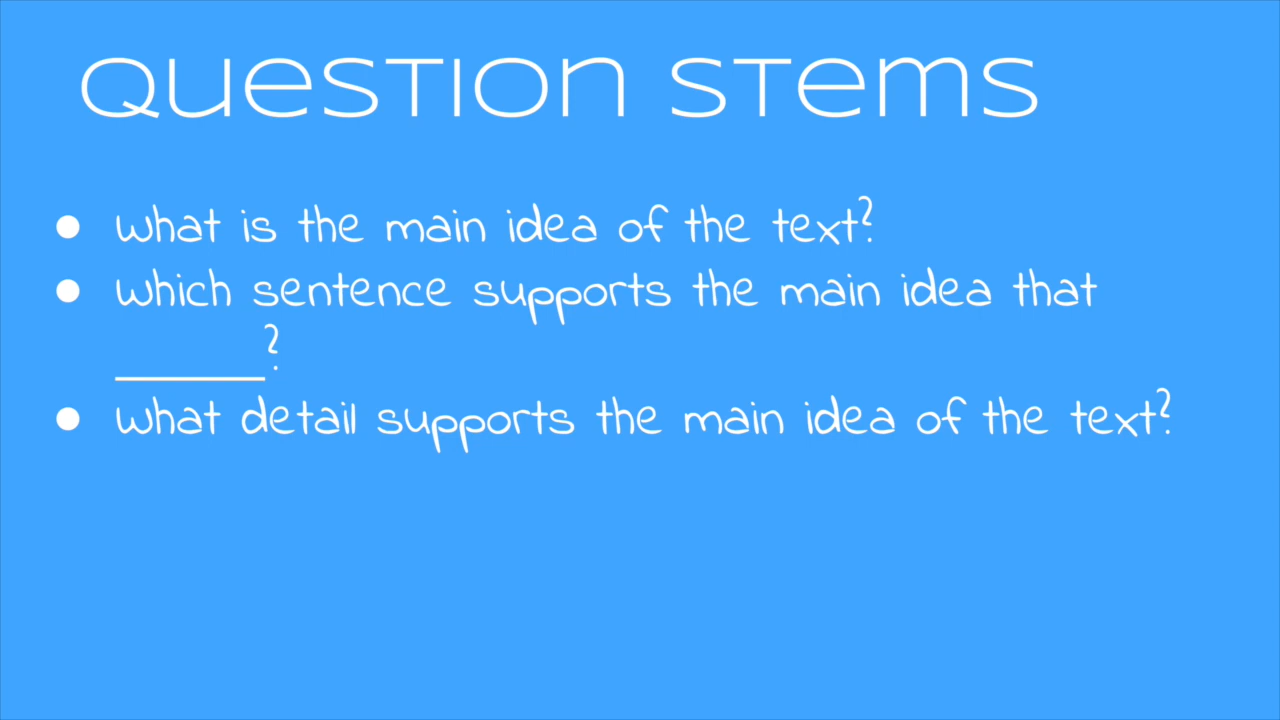 Question Stems
● What is the main idea of the text?
● Which sentence supports the main idea that
______?
● What detail supports the main idea of the text?